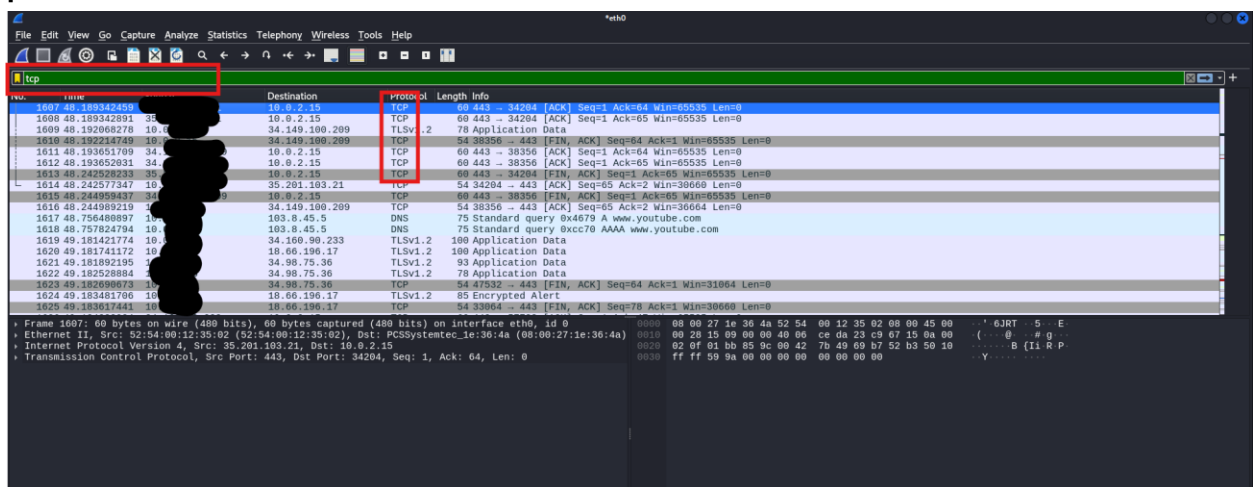 *eth0
File Edit View Go Capture Analyze Statistics Telephony Wireless Tools Help
tcp
No. Time Destination Protocol Length Info
1607 48.189342459 10.0.2.15 TCP 60 443 → 34204 [ACK] Seq=1 Ack=64 Win=65535 Len=0
1608 48.189342891 35 10.0.2.15 TCP 60 443 → 34204 [ACK] Seq=1 Ack=65 Win=65535 Len=0
1609 48.192068278 10. 34.149.100.209 TLSv1.2 78 Application Data
1610 48.192214749 10. 34.149.100.209 TCP 54 38356 → 443 [FIN, ACK] Seq=64 Ack=1 Win=65535 Len=0
1611 48.193651709 34. 10.0.2.15 TCP 60 443 → 38356 [ACK] Seq=1 Ack=64 Win=65535 Len=0
1612 48.193652031 34. 10.0.2.15 TCP 60 443 → 38356 [ACK] Seq=1 Ack=65 Win=65535 Len=0
1613 48.242528233 35. 10.0.2.15 TCP 60 443 → 34204 [FIN, ACK] Seq=1 Ack=65 Win=65535 Len=0
1614 48.242577347 10. 35.201.103.21 TCP 54 34204 → 443 [ACK] Seq=65 Ack=2 Win=30660 Len=0
1615 48.244959437 34 9 10.0.2.15 TCP 60 443 → 38356 [FIN, ACK] Seq=1 Ack=65 Win=65535 Len=0
1616 48.244989219 1 34.149.100.209 TCP 54 38356 → 443 [ACK] Seq=65 Ack=2 Win=36664 Len=0
1617 48.756480897 10 103.8.45.5 DNS 75 Standard query 0x4679 A www.youtube.com
1618 48.757824794 10. 103.8.45.5 DNS 75 Standard query 0xcc70 AAAA www.youtube.com
1619 49.181421774 10. 34.160.90.233 TLSv1.2 100 Application Data
1620 49.181741172 10 18.66.196.17 TLSv1.2 100 Application Data
1621 49.181892195 1 34.98.75.36 TLSv1.2 93 Application Data
1622 49.182528884 1 34.98.75.36 TLSv1.2 78 Application Data
1623 49.182690673 10 34.98.75.36 TCP 54 47532 → 443 [FIN, ACK] Seq=64 Ack=1 Win=31064 Len=0
1624 49.183481706 10 18.66.196.17 TLSv1.2 85 Encrypted Alert
1625 49.183617441 10 18.66.196.17 TCP 54 33064 → 443 [FIN, ACK] Seq=78 Ack=1 Win=30660 Len=0
Frame 1607: 60 bytes on wire (480 bits), 60 bytes captured (480 bits) on interface eth0, id 0
Ethernet II, Src: 52:54:00:12:35:02 (52:54:00:12:35:02), Dst: PCSSystemtec_1e:36:4a (08:00:27:1e:36:4a)
Internet Protocol Version 4, Src: 35.201.103.21, Dst: 10.0.2.15
Transmission Control Protocol, Src Port: 443, Dst Port: 34204, Seq: 1, Ack: 64, Len: 0
0000 08 00 27 1e 36 4a 52 54 00 12 35 02 08 00 45 00 ··'·6JRT ··5···E·
0010 00 28 15 09 00 00 40 06 ce da 23 c9 67 15 0a 00 ·(····@· ··#·g···
0020 02 0f 01 bb 85 9c 00 42 7b 49 69 b7 52 b3 50 10 ·······B {Ii·R·P·
0030 ff ff 59 9a 00 00 00 00 00 00 00 00 ··Y····· ····